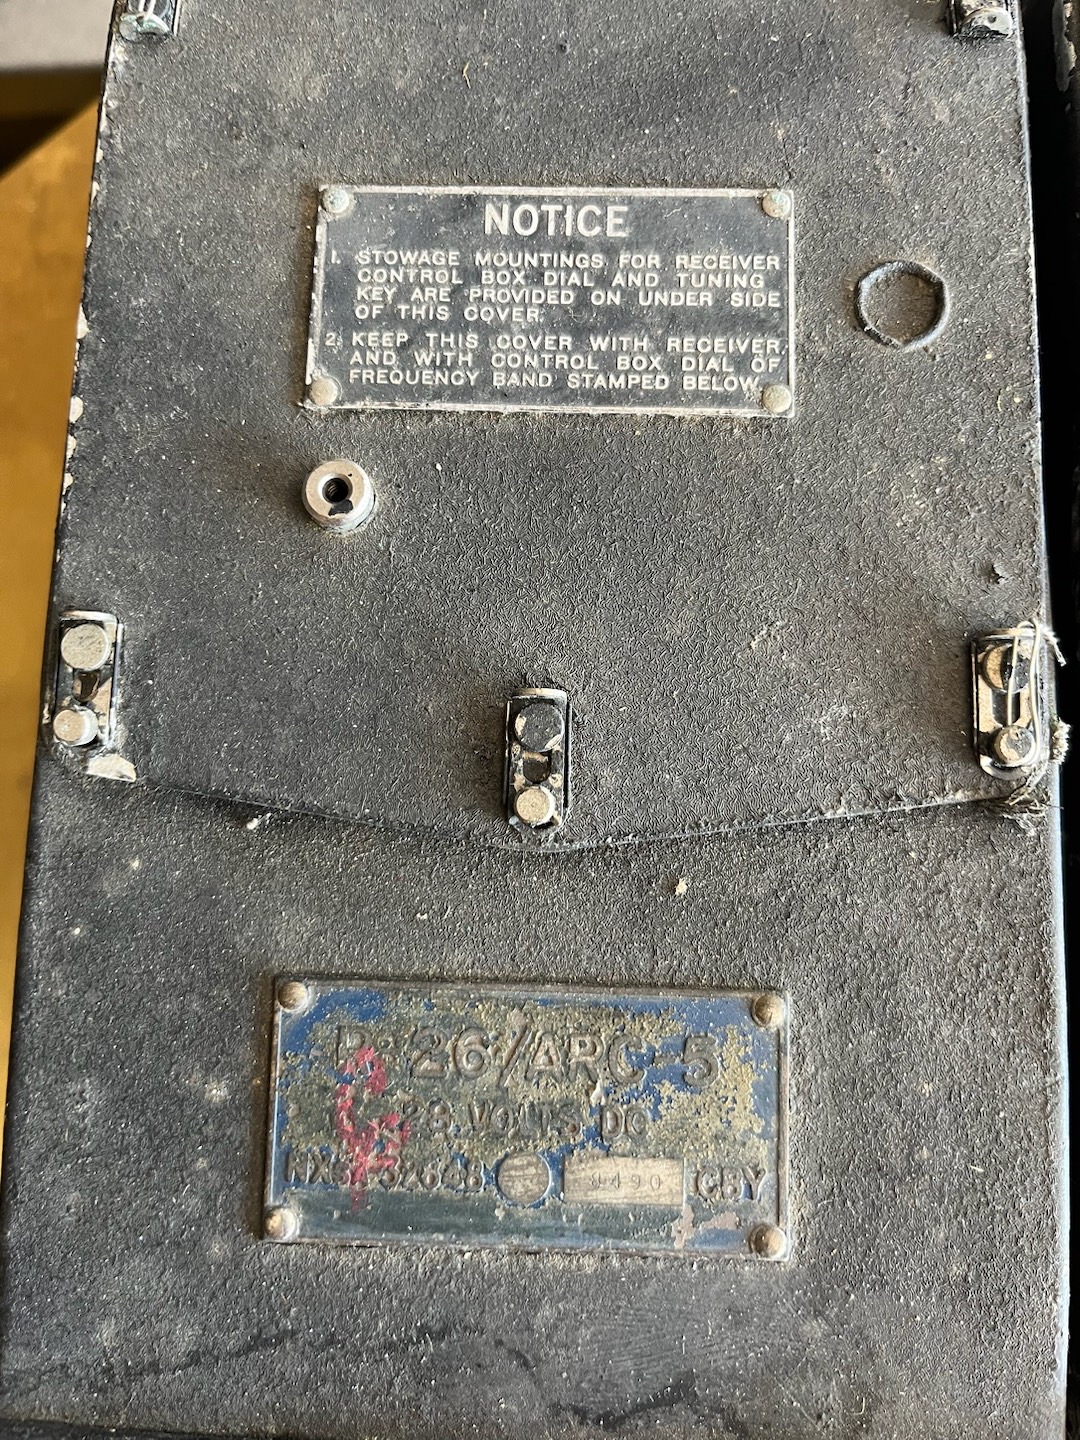 NOTICE
1. STOWAGE MOUNTINGS FOR RECEIVER
CONTROL BOX DIAL AND TUNING
KEY ARE PROVIDED ON UNDER SIDE
OF THIS COVER.
2. KEEP THIS COVER WITH RECEIVER
AND WITH CONTROL BOX DIAL OF
FREQUENCY BAND STAMPED BELOW.
R-26/ARC-5
VOLTS DC
8490 CBY